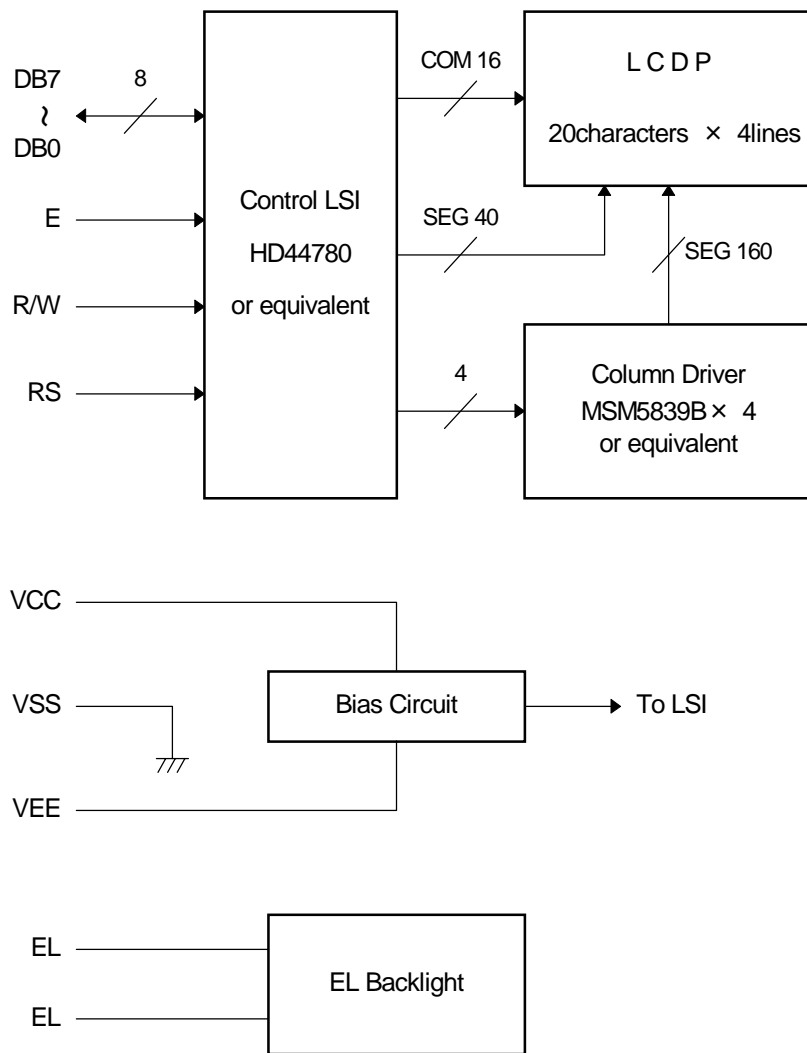 DB7
~
DB0
8
E
R/W
RS
Control LSI
HD44780
or equivalent
COM 16
SEG 40
4
L C D P
20characters × 4lines
SEG 160
Column Driver
MSM5839B × 4
or equivalent
VCC
VSS
VEE
Bias Circuit
To LSI
EL
EL
EL Backlight